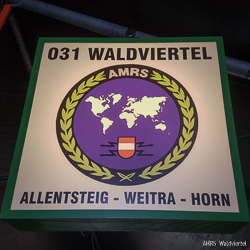 031 WALDVIERTEL
AMRS
ALLENTSTEIG - WEITRA - HORN
AMRS Waldviertel